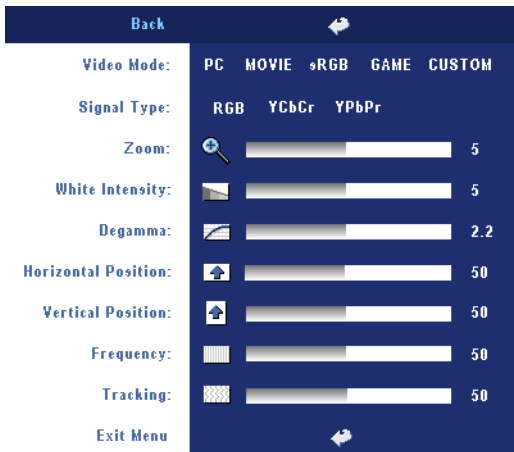 Back
Video Mode: PC MOVIE sRGB GAME CUSTOM
Signal Type: RGB YCbCr YPbPr
Zoom: 5
White Intensity: 5
Degamma: 2.2
Horizontal Position: 50
Vertical Position: 50
Frequency: 50
Tracking: 50
Exit Menu